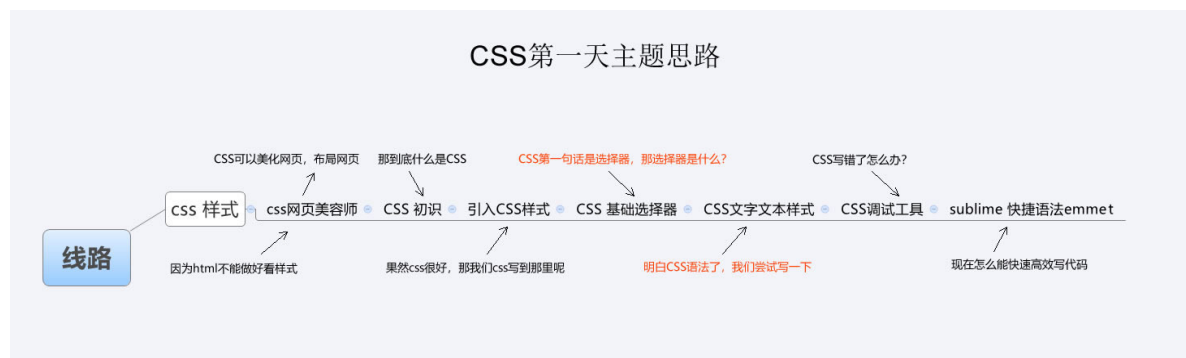 CSS第一天主题思路
CSS可以美化网页，布局网页
那到底什么是CSS
CSS第一句话是选择器，那选择器是什么？
CSS写错了怎么办？
css 样式
css网页美容师
CSS 初识
引入CSS样式
CSS 基础选择器
CSS文字文本样式
CSS调试工具
sublime 快捷语法emmet
线路
因为html不能做好看样式
果然css很好，那我们css写到那里呢
明白CSS语法了，我们尝试写一下
现在怎么能快速高效写代码